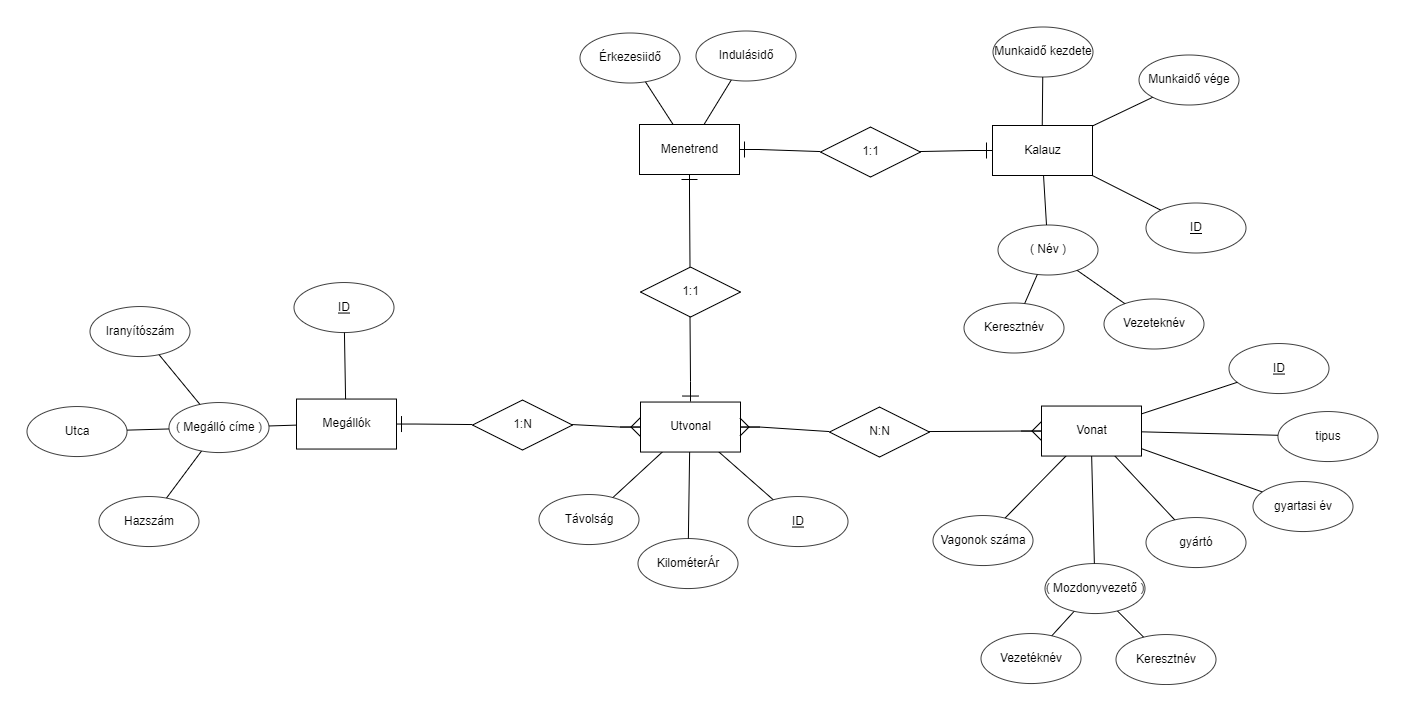 Érkezesiidő
Indulásidő
Munkaidő kezdete
Munkaidő vége
Menetrend
1:1
Kalauz
ID
( Név )
Keresztnév
Vezeteknév
1:1
ID
Iranyítószám
Utca
( Megálló címe )
Hazszám
Megállók
1:N
Utvonal
N:N
Vonat
ID
tipus
gyartasi év
gyártó
Vagonok száma
( Mozdonyvezető )
Vezetéknév
Keresztnév
Távolság
KilométerÁr
ID